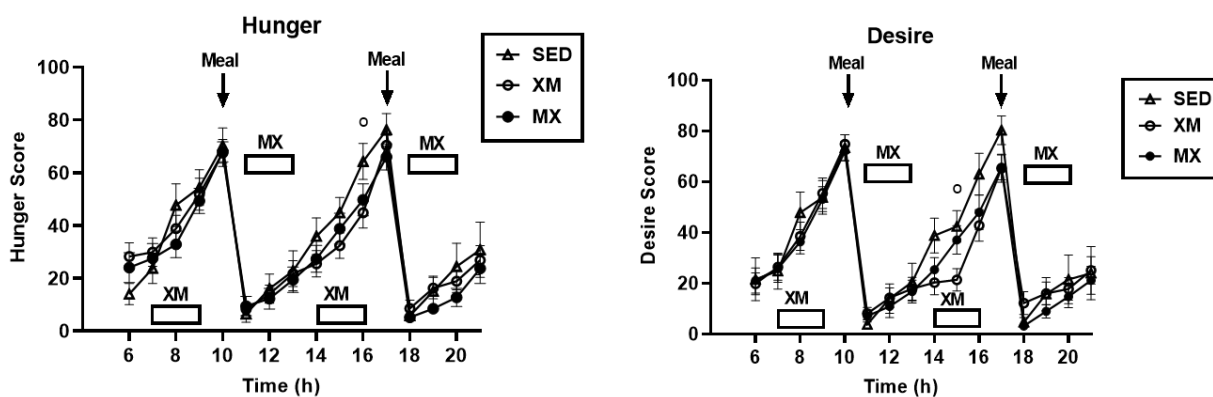 Hunger
Meal
Meal
SED
XM
MX
MX
MX
XM
XM
Hunger Score
100
80
60
40
20
0
6 8 10 12 14 16 18 20
Time (h)
Desire
Meal
Meal
SED
XM
MX
MX
MX
XM
XM
Desire Score
100
80
60
40
20
0
6 8 10 12 14 16 18 20
Time (h)